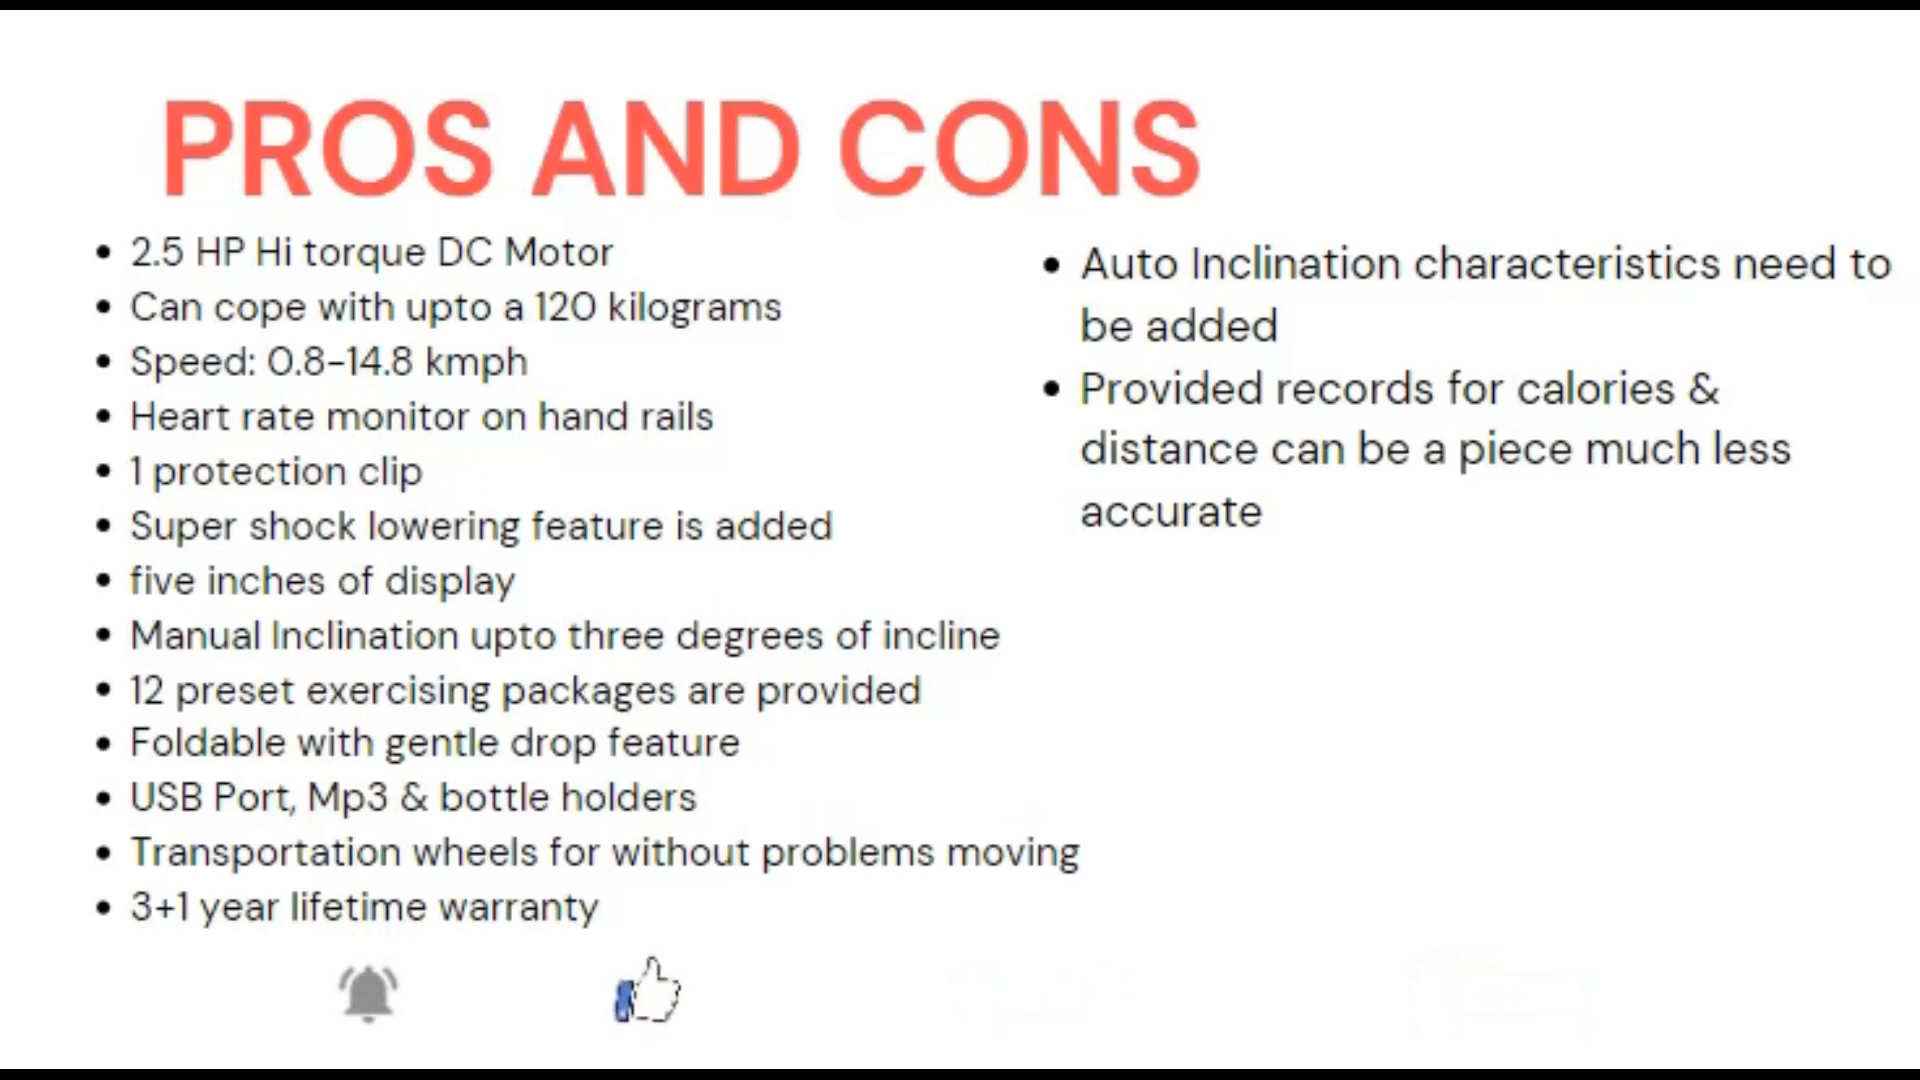 PROS AND CONS
• 2.5 HP Hi torque DC Motor
• Can cope with upto a 120 kilograms
• Speed: 0.8-14.8 kmph
• Heart rate monitor on hand rails
• 1 protection clip
• Super shock lowering feature is added
• five inches of display
• Manual Inclination upto three degrees of incline
• 12 preset exercising packages are provided
• Foldable with gentle drop feature
• USB Port, Mp3 & bottle holders
• Transportation wheels for without problems moving
• 3+1 year lifetime warranty
• Auto Inclination characteristics need to
be added
• Provided records for calories &
distance can be a piece much less
accurate